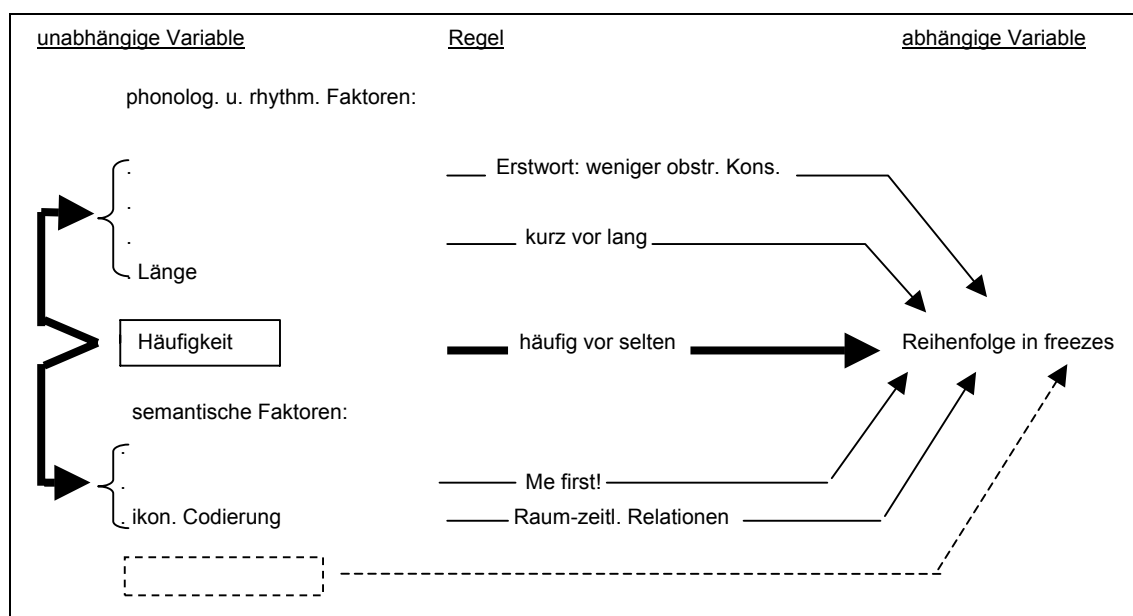 unabhängige Variable Regel abhängige Variable
phonolog. u. rhythm. Faktoren:
. Erstwort: weniger obstr. Kons.
.
. kurz vor lang
. Länge
Häufigkeit häufig vor selten Reihenfolge in freezes
semantische Faktoren:
.
. Me first!
. ikon. Codierung Raum-zeitl. Relationen